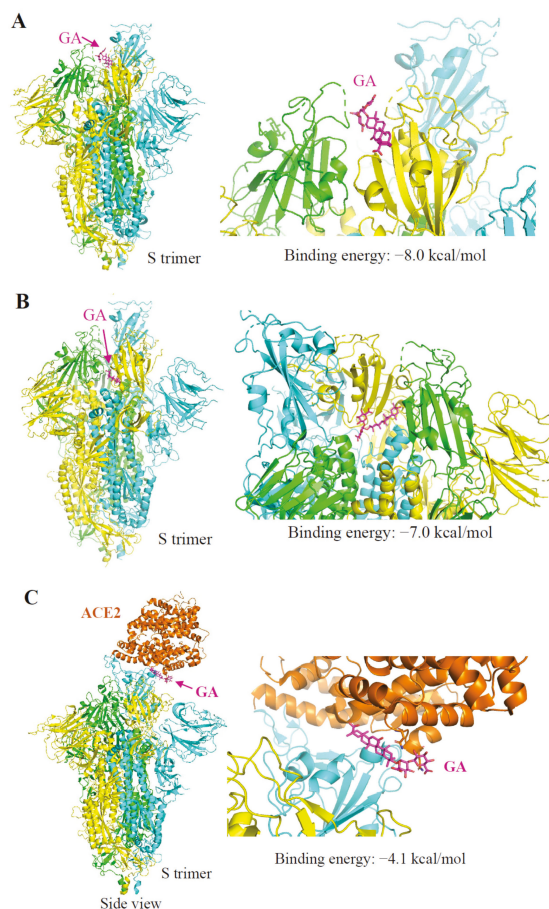 A
GA
GA
S trimer
Binding energy: −8.0 kcal/mol
B
GA
S trimer
Binding energy: −7.0 kcal/mol
C
ACE2
GA
GA
S trimer
Binding energy: −4.1 kcal/mol
Side view